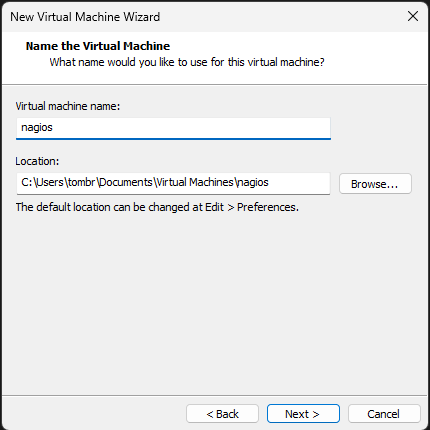 New Virtual Machine Wizard
Name the Virtual Machine
What name would you like to use for this virtual machine?
Virtual machine name:
nagios
Location:
C:\Users\tombr\Documents\Virtual Machines\nagios
Browse...
The default location can be changed at Edit > Preferences.
< Back
Next >
Cancel